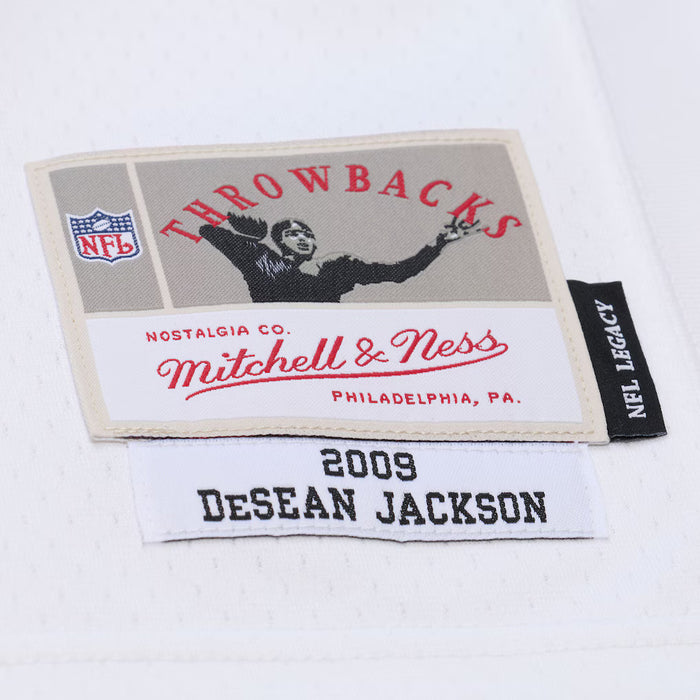 THROWBACKS
NFL
NOSTALGIA CO.
Mitchell & Ness
PHILADELPHIA, PA.
NFL LEGACY
2009
DeSEAN JACKSON